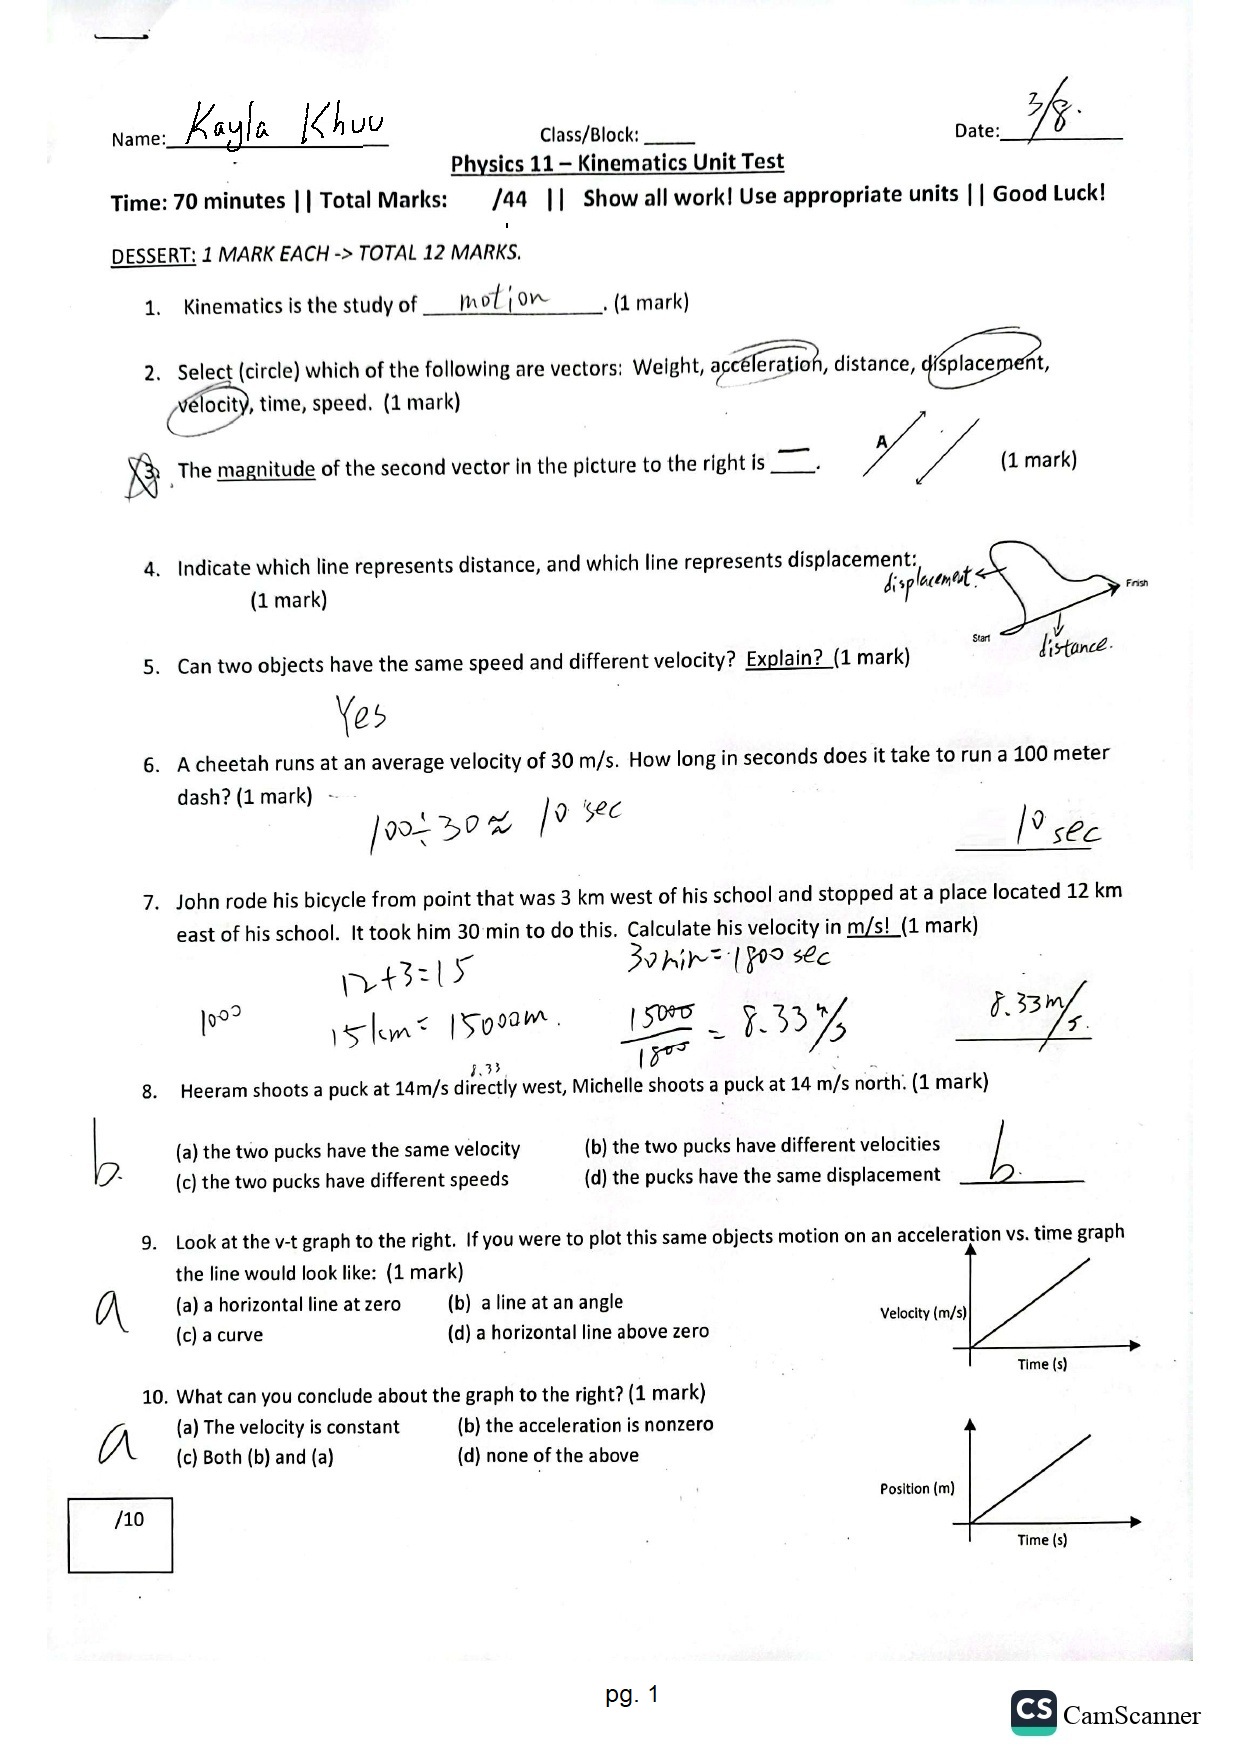 Name: Kayla Khuu Class/Block: _____ Date: 3/8.
Physics 11 – Kinematics Unit Test
Time: 70 minutes || Total Marks: /44 || Show all work! Use appropriate units || Good Luck!
DESSERT: 1 MARK EACH -> TOTAL 12 MARKS.
1. Kinematics is the study of motion. (1 mark)
2. Select (circle) which of the following are vectors: Weight, acceleration, distance, displacement,
velocity, time, speed. (1 mark)
3. The magnitude of the second vector in the picture to the right is —. A (1 mark)
4. Indicate which line represents distance, and which line represents displacement:
(1 mark)
displacement.
Finish
Start
distance.
5. Can two objects have the same speed and different velocity? Explain? (1 mark)
Yes
6. A cheetah runs at an average velocity of 30 m/s. How long in seconds does it take to run a 100 meter
dash? (1 mark)
100÷30≈ 10 sec
10 sec
7. John rode his bicycle from point that was 3 km west of his school and stopped at a place located 12 km
east of his school. It took him 30 min to do this. Calculate his velocity in m/s! (1 mark)
12+3=15 30min=1800 sec
1000 15km= 15000m. 15000/1800 = 8.33 m/s 8.33m/s.
8.33
8. Heeram shoots a puck at 14m/s directly west, Michelle shoots a puck at 14 m/s north. (1 mark)
b.
(a) the two pucks have the same velocity (b) the two pucks have different velocities
(c) the two pucks have different speeds (d) the pucks have the same displacement b.
9. Look at the v-t graph to the right. If you were to plot this same objects motion on an acceleration vs. time graph
the line would look like: (1 mark)
a
(a) a horizontal line at zero (b) a line at an angle
(c) a curve (d) a horizontal line above zero
Velocity (m/s)
Time (s)
10. What can you conclude about the graph to the right? (1 mark)
a
(a) The velocity is constant (b) the acceleration is nonzero
(c) Both (b) and (a) (d) none of the above
Position (m)
Time (s)
/10
pg. 1
CS CamScanner